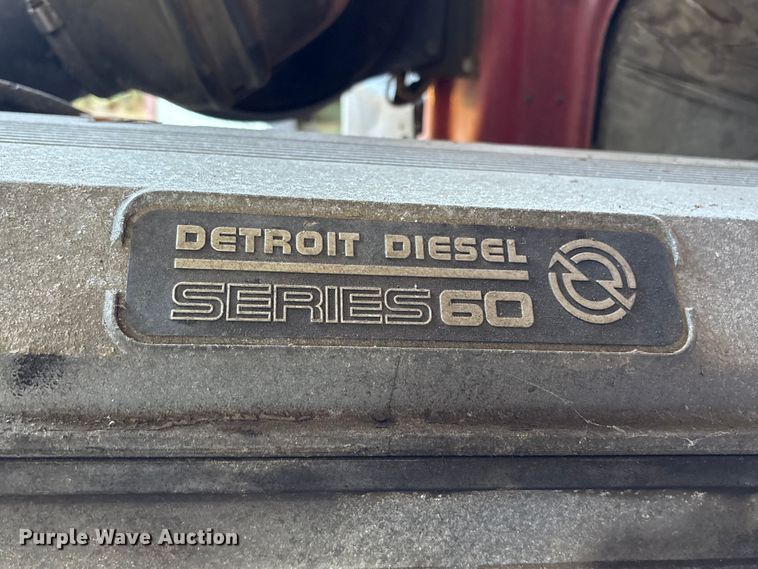 DETROIT DIESEL
SERIES 60
Purple Wave Auction